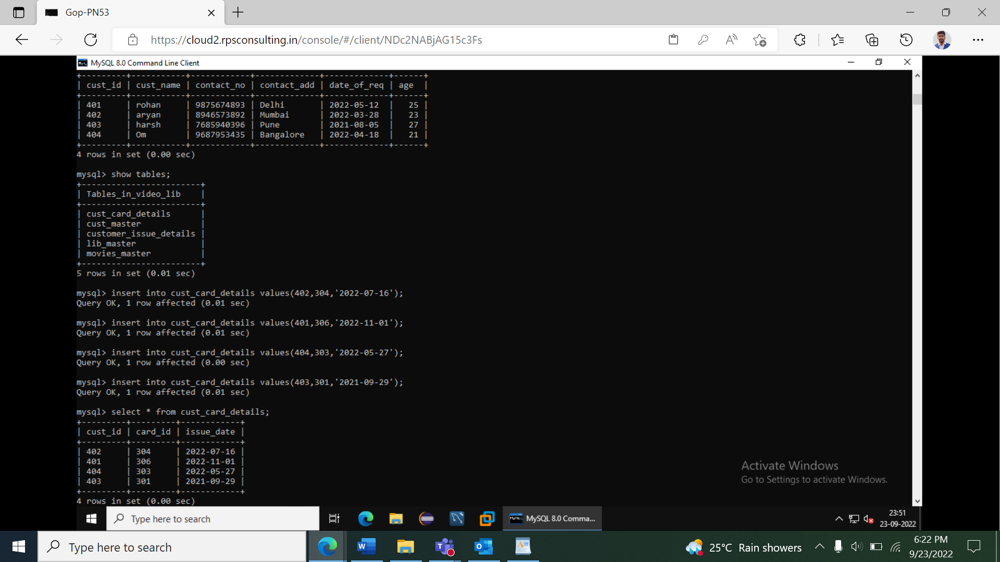 Gop-PN53
https://cloud2.rpsconsulting.in/console/#/client/NDc2NABjAG15c3Fs
MySQL 8.0 Command Line Client
+---------+-----------+------------+-------------+-------------+------+
| cust_id | cust_name | contact_no | contact_add | date_of_req | age  |
+---------+-----------+------------+-------------+-------------+------+
| 401     | rohan     | 9875674893 | Delhi       | 2022-05-12  |   25 |
| 402     | aryan     | 8946573892 | Mumbai      | 2022-03-28  |   23 |
| 403     | harsh     | 7685940396 | Pune        | 2021-08-05  |   27 |
| 404     | Om        | 9687953435 | Bangalore   | 2022-04-18  |   21 |
+---------+-----------+------------+-------------+-------------+------+
4 rows in set (0.00 sec)
mysql> show tables;
+------------------------+
| Tables_in_video_lib    |
+------------------------+
| cust_card_details      |
| cust_master            |
| customer_issue_details |
| lib_master             |
| movies_master          |
+------------------------+
5 rows in set (0.01 sec)
mysql> insert into cust_card_details values(402,304,'2022-07-16');
Query OK, 1 row affected (0.01 sec)
mysql> insert into cust_card_details values(401,306,'2022-11-01');
Query OK, 1 row affected (0.01 sec)
mysql> insert into cust_card_details values(404,303,'2022-05-27');
Query OK, 1 row affected (0.00 sec)
mysql> insert into cust_card_details values(403,301,'2021-09-29');
Query OK, 1 row affected (0.01 sec)
mysql> select * from cust_card_details;
+---------+---------+------------+
| cust_id | card_id | issue_date |
+---------+---------+------------+
| 402     | 304     | 2022-07-16 |
| 401     | 306     | 2022-11-01 |
| 404     | 303     | 2022-05-27 |
| 403     | 301     | 2021-09-29 |
+---------+---------+------------+
4 rows in set (0.00 sec)
Activate Windows
Go to Settings to activate Windows.
Type here to search
MySQL 8.0 Comma...
23:51
23-09-2022
Type here to search
25°C Rain showers
6:22 PM
9/23/2022